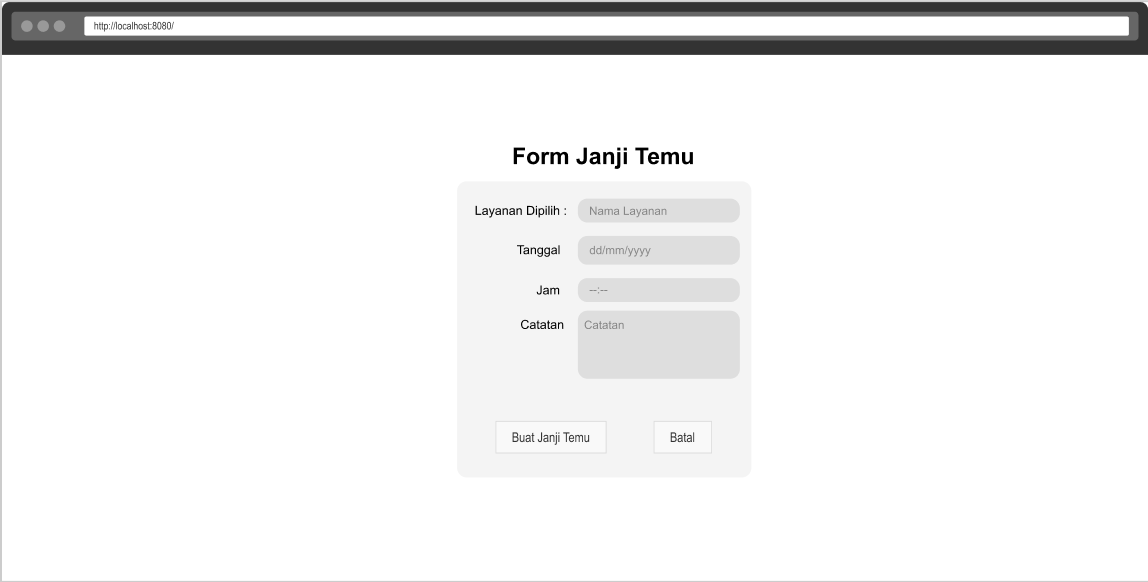 http://localhost:8080/
Form Janji Temu
Layanan Dipilih : Nama Layanan
Tanggal dd/mm/yyyy
Jam --:--
Catatan Catatan
Buat Janji Temu Batal